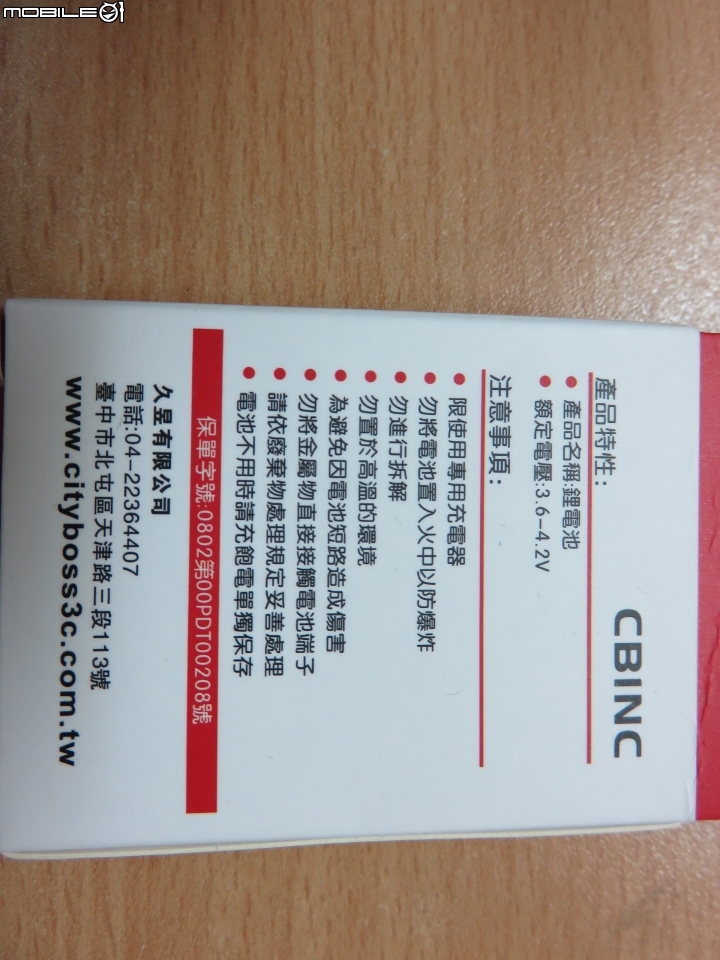 MOBILE01
CBINC
產品特性:
● 產品名稱:鋰電池
● 額定電壓:3.6-4.2V
注意事項:
● 限使用專用充電器
● 勿將電池置入火中以防爆炸
● 勿進行拆解
● 勿置於高溫的環境
● 為避免因電池短路造成傷害
● 勿將金屬物直接接觸電池端子
● 請依廢棄物處理規定妥善處理
● 電池不用時請充飽電單獨保存
保單字號:0802第00PDT00208號
久昱有限公司
電話:04-22364407
臺中市北屯區天津路三段113號
www.cityboss3c.com.tw